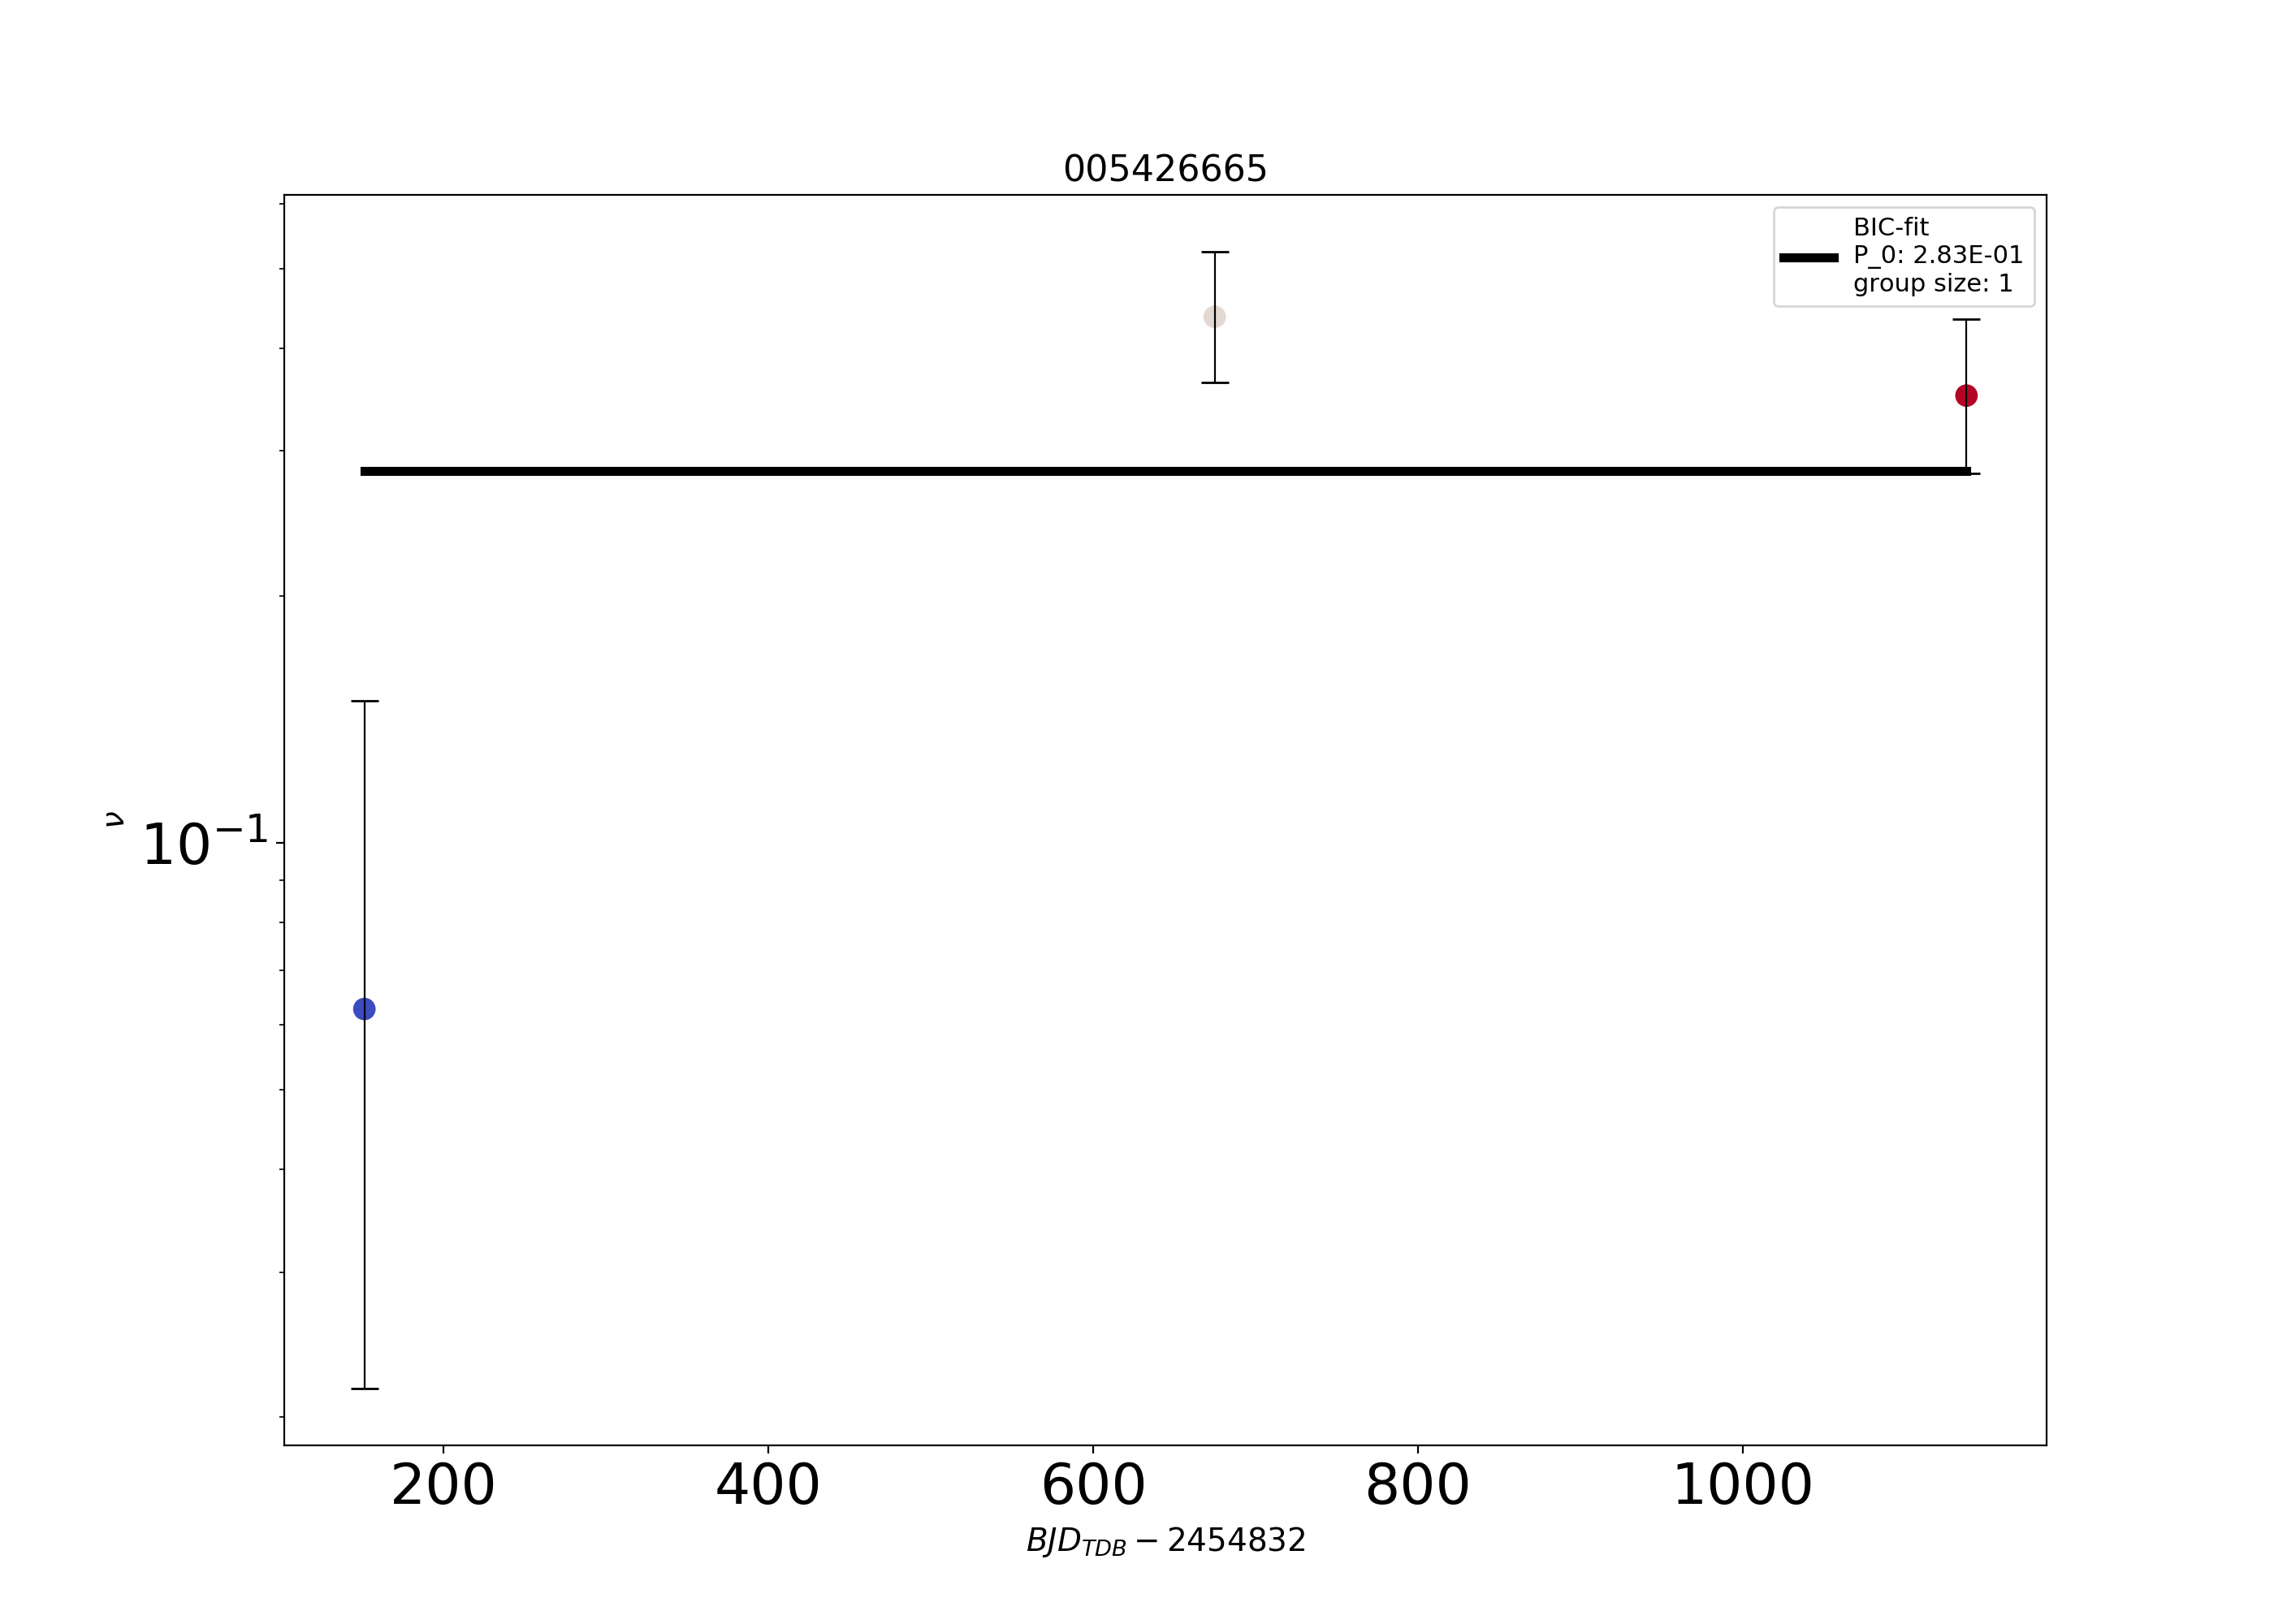 005426665
BIC-fit
P_0: 2.83E-01
group size: 1
ν
10⁻¹
200 400 600 800 1000
BJD_TDB − 2454832